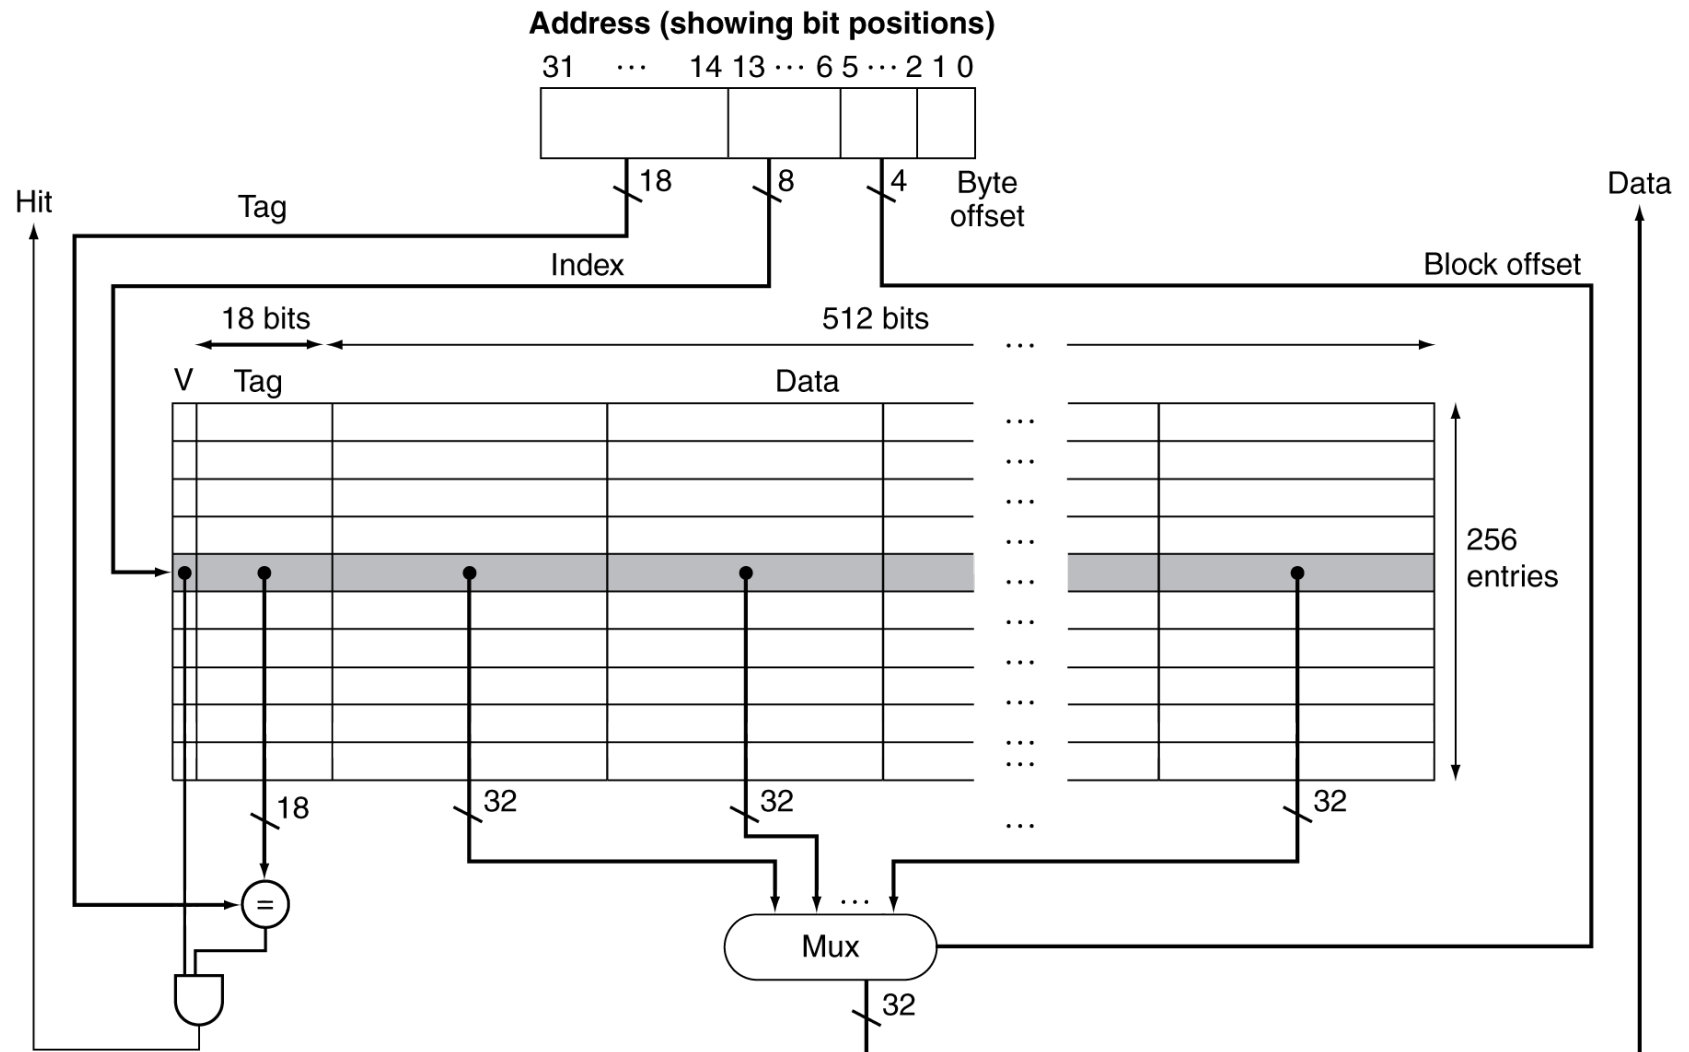 Address (showing bit positions)
31 ... 14 13 ... 6 5 ... 2 1 0
18
8
4
Byte
offset
Hit
Tag
Data
Index
Block offset
18 bits
512 bits
...
V
Tag
Data
...
...
...
...
256
entries
...
...
...
...
...
...
18
32
32
32
...
=
...
Mux
32